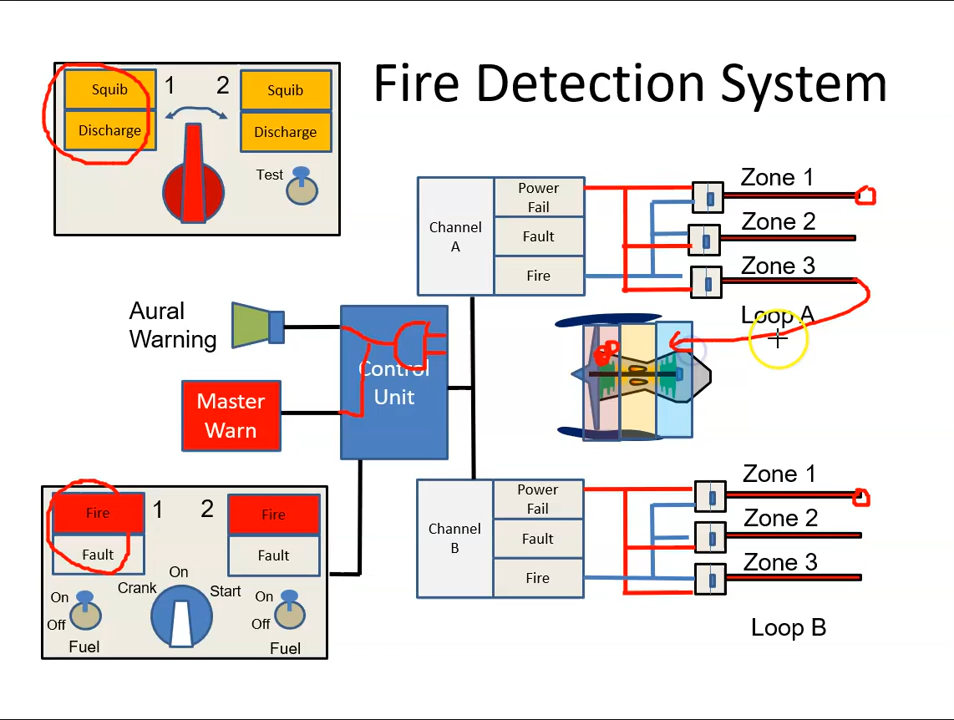 Fire Detection System
Squib 1 2 Squib
Discharge Discharge
Test
Channel
A
Power
Fail
Fault
Fire
Zone 1
Zone 2
Zone 3
Loop A
Aural
Warning
Master
Warn
Control
Unit
Channel
B
Power
Fail
Fault
Fire
Zone 1
Zone 2
Zone 3
Loop B
Fire 1 2 Fire
Fault Fault
On
Crank Start
On On
Off Off
Fuel Fuel